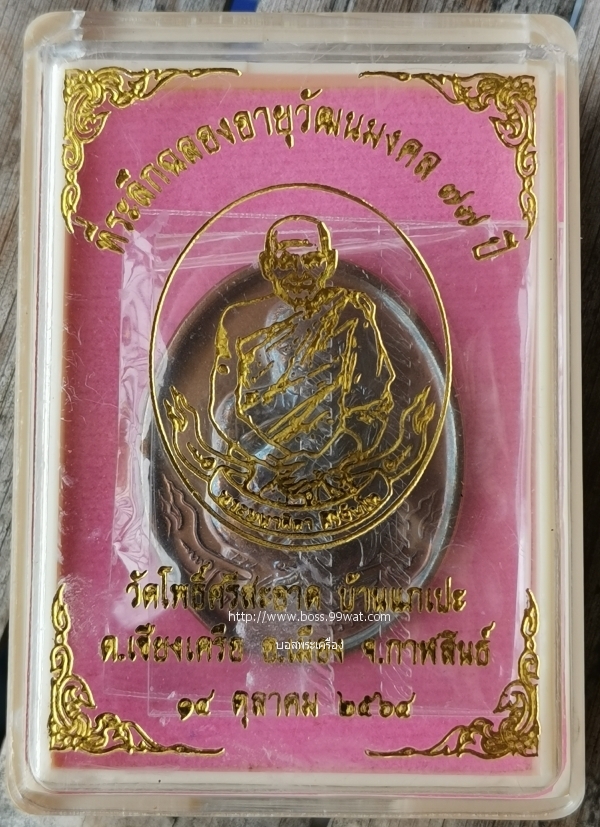 ที่ระลึกฉลองอายุวัฒนมงคล ๗๗ ปี
วัดโพธิ์ศรีสะอาด บ้านแกเปะ
http://www.boss.99wat.com
บอสพระเครื่อง
ต.เชียงเครือ อ.เมือง จ.กาฬสินธุ์
๑๔ ตุลาคม ๒๕๖๔